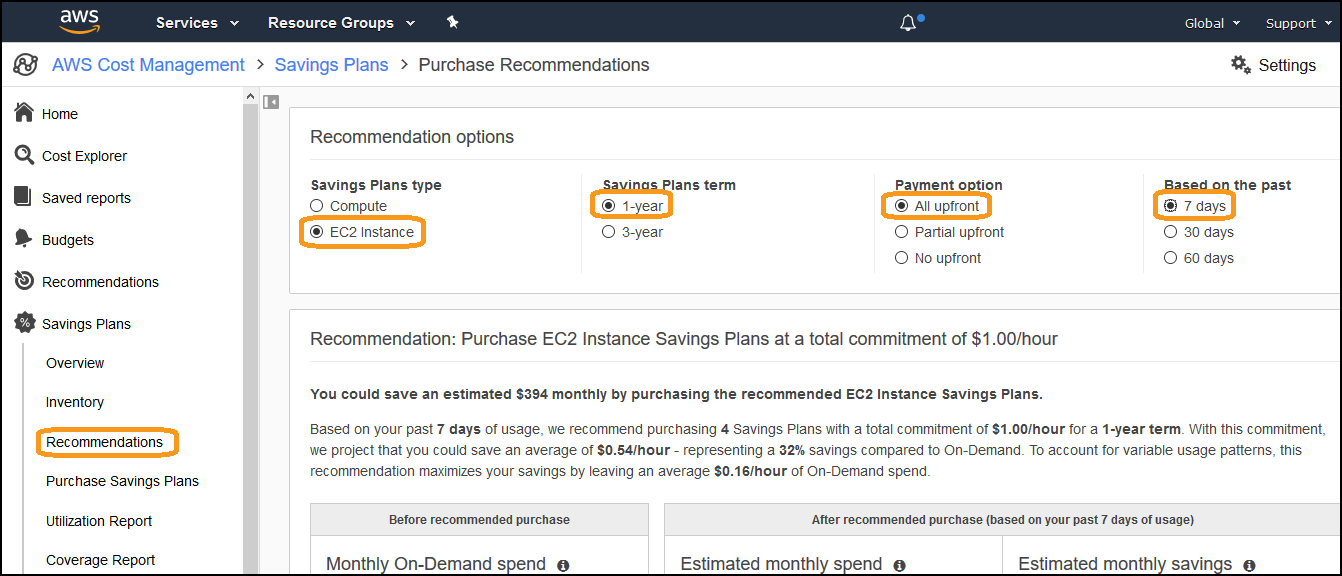 aws Services Resource Groups Global Support
AWS Cost Management > Savings Plans > Purchase Recommendations Settings
Home
Cost Explorer
Saved reports
Budgets
Recommendations
% Savings Plans
Overview
Inventory
Recommendations
Purchase Savings Plans
Utilization Report
Coverage Report
Recommendation options
Savings Plans type
Compute
EC2 Instance
Savings Plans term
1-year
3-year
Payment option
All upfront
Partial upfront
No upfront
Based on the past
7 days
30 days
60 days
Recommendation: Purchase EC2 Instance Savings Plans at a total commitment of $1.00/hour
You could save an estimated $394 monthly by purchasing the recommended EC2 Instance Savings Plans.
Based on your past 7 days of usage, we recommend purchasing 4 Savings Plans with a total commitment of $1.00/hour for a 1-year term. With this commitment,
we project that you could save an average of $0.54/hour - representing a 32% savings compared to On-Demand. To account for variable usage patterns, this
recommendation maximizes your savings by leaving an average $0.16/hour of On-Demand spend.
Before recommended purchase
Monthly On-Demand spend
After recommended purchase (based on your past 7 days of usage)
Estimated monthly spend
Estimated monthly savings